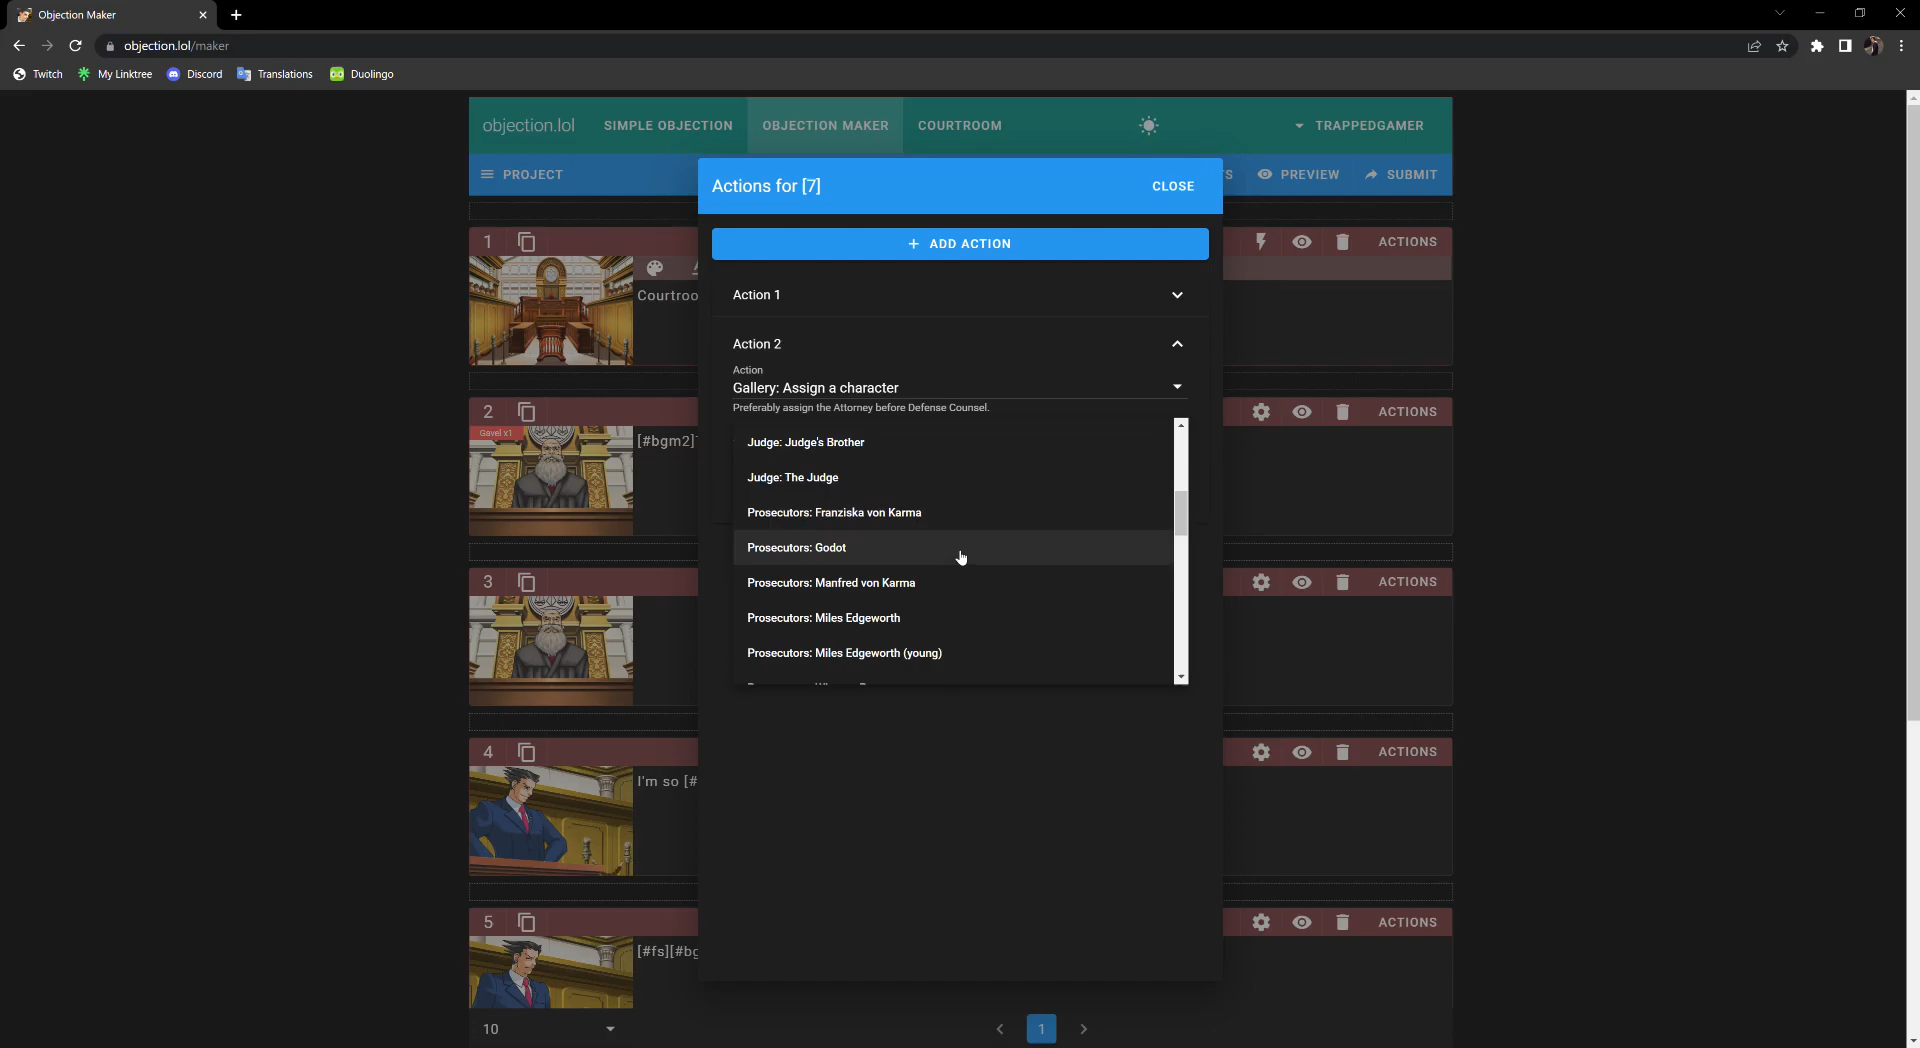 Objection Maker
objection.lol/maker
Twitch
My Linktree
Discord
Translations
Duolingo
objection.lol
SIMPLE OBJECTION
OBJECTION MAKER
COURTROOM
TRAPPEDGAMER
PROJECT
S
PREVIEW
SUBMIT
Actions for [7]
CLOSE
+ ADD ACTION
1
ACTIONS
Courtroo
Action 1
Action 2
Action
Gallery: Assign a character
Preferably assign the Attorney before Defense Counsel.
2
ACTIONS
Gavel x1
[#bgm2]
Judge: Judge's Brother
Judge: The Judge
Prosecutors: Franziska von Karma
Prosecutors: Godot
Prosecutors: Manfred von Karma
Prosecutors: Miles Edgeworth
Prosecutors: Miles Edgeworth (young)
3
ACTIONS
4
ACTIONS
I'm so [#
5
ACTIONS
[#fs][#bg
10
1